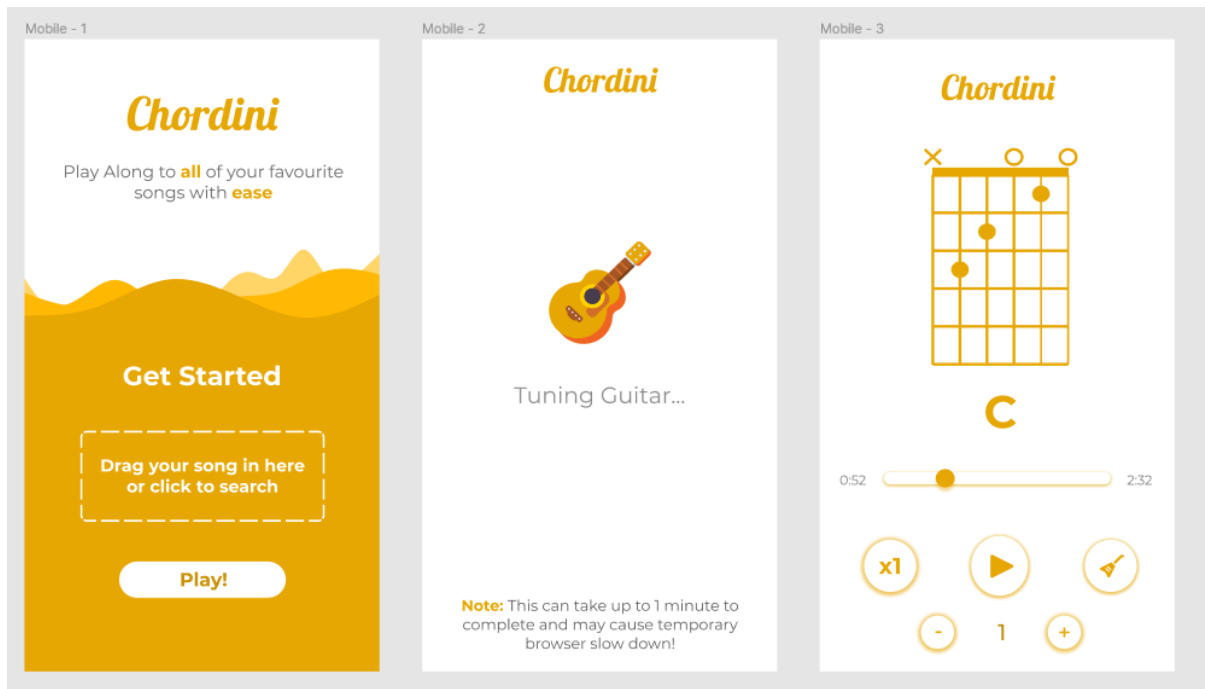 Mobile - 1
Chordini
Play Along to all of your favourite
songs with ease
Get Started
Drag your song in here
or click to search
Play!
Mobile - 2
Chordini
Tuning Guitar...
Note: This can take up to 1 minute to
complete and may cause temporary
browser slow down!
Mobile - 3
Chordini
C
0:52 2:32
x1
- 1 +